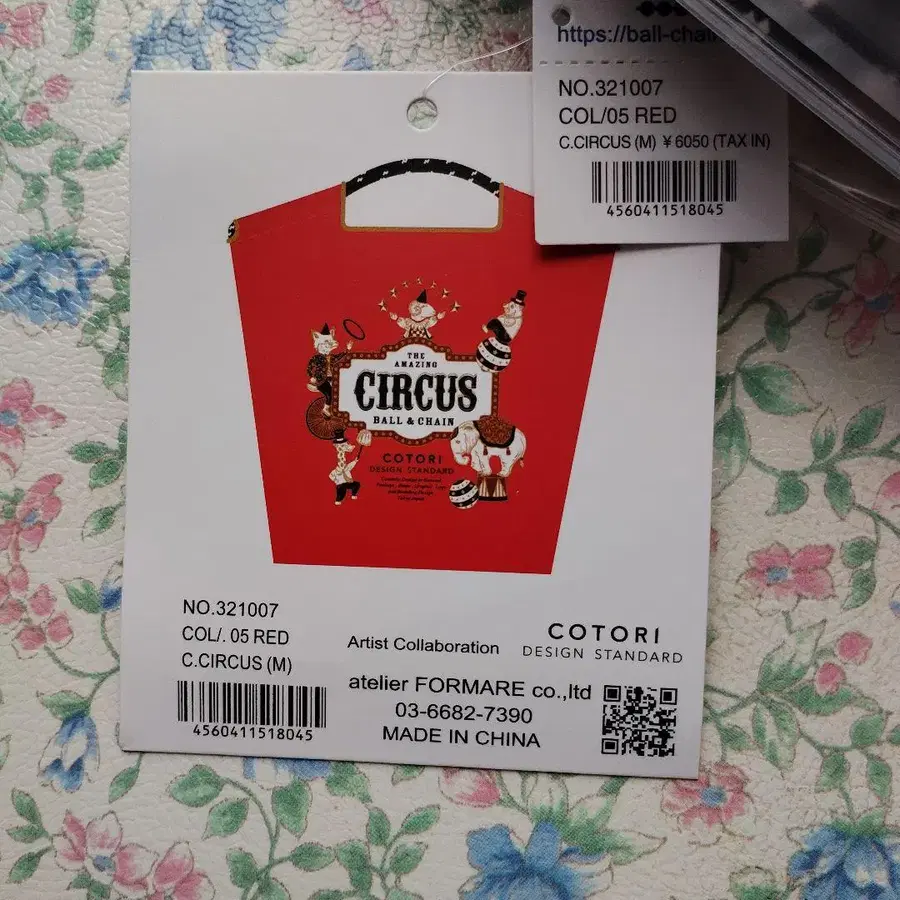 https://ball-chain
NO.321007
COL/05 RED
C.CIRCUS (M) ¥6050 (TAX IN)
4560411518045
THE
AMAZING
CIRCUS
BALL & CHAIN
COTORI
DESIGN STANDARD
NO.321007
COL/. 05 RED
C.CIRCUS (M)
4560411518045
Artist Collaboration
COTORI
DESIGN STANDARD
atelier FORMARE co.,ltd
03-6682-7390
MADE IN CHINA